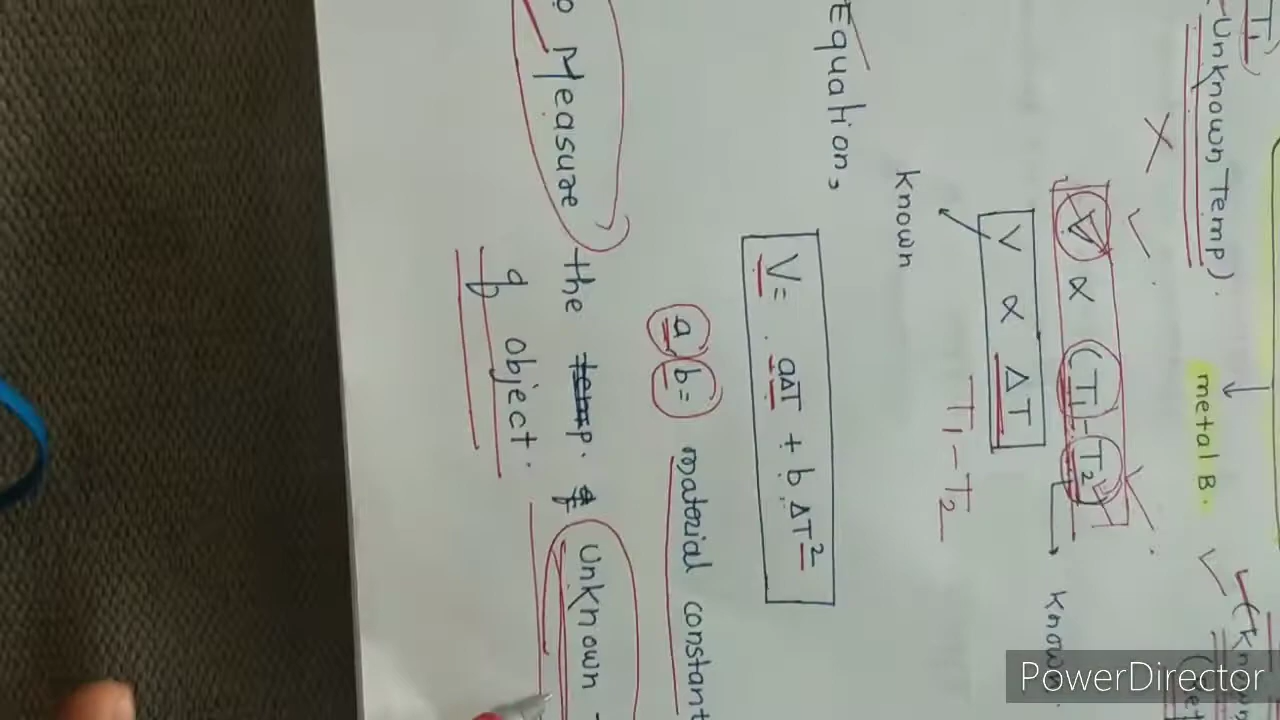 T1)
-Unknown Temp).
metal B.
V ∝ (T1-T2)
Known.
V ∝ ΔT
T1-T2
Known
Equation,
V= aΔT + bΔT²
a, b= material constant
Measure the temp. of Unknown
of object.
PowerDirector